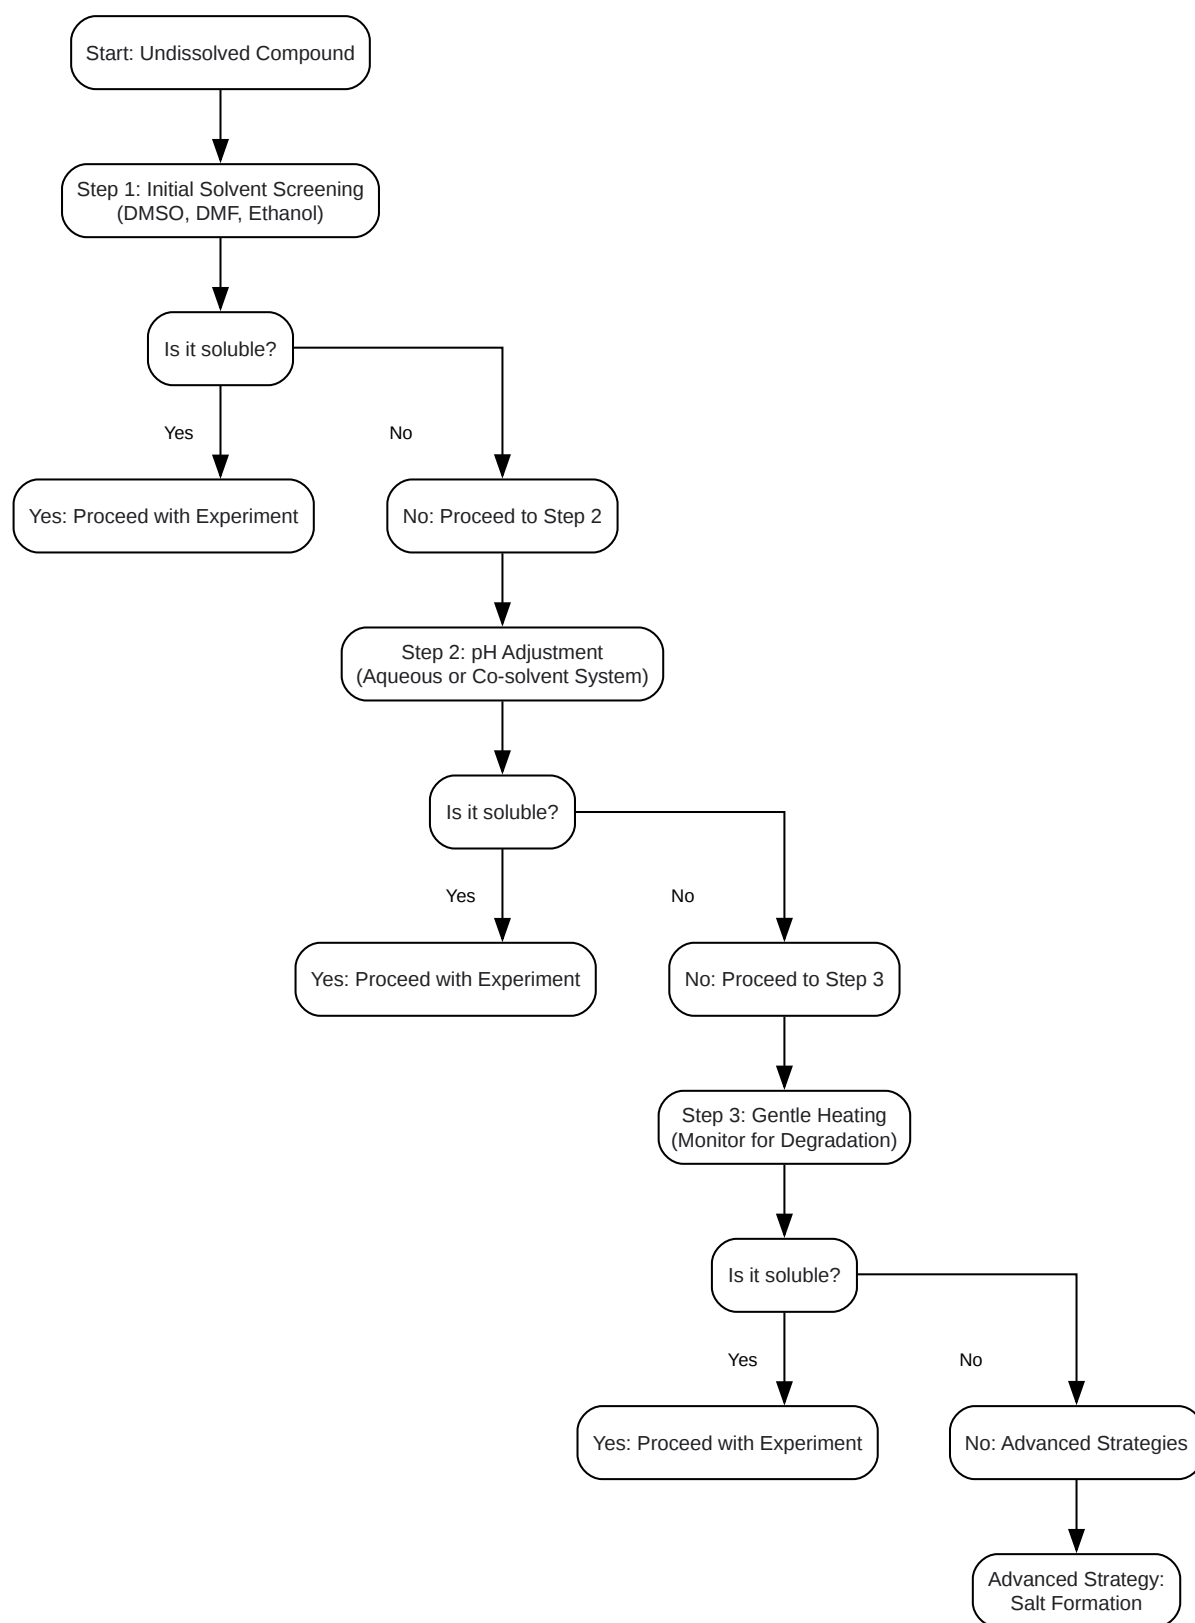 Start: Undissolved Compound
Step 1: Initial Solvent Screening
(DMSO, DMF, Ethanol)
Is it soluble?
Yes
No
Yes: Proceed with Experiment
No: Proceed to Step 2
Step 2: pH Adjustment
(Aqueous or Co-solvent System)
Is it soluble?
Yes
No
Yes: Proceed with Experiment
No: Proceed to Step 3
Step 3: Gentle Heating
(Monitor for Degradation)
Is it soluble?
Yes
No
Yes: Proceed with Experiment
No: Advanced Strategies
Advanced Strategy:
Salt Formation